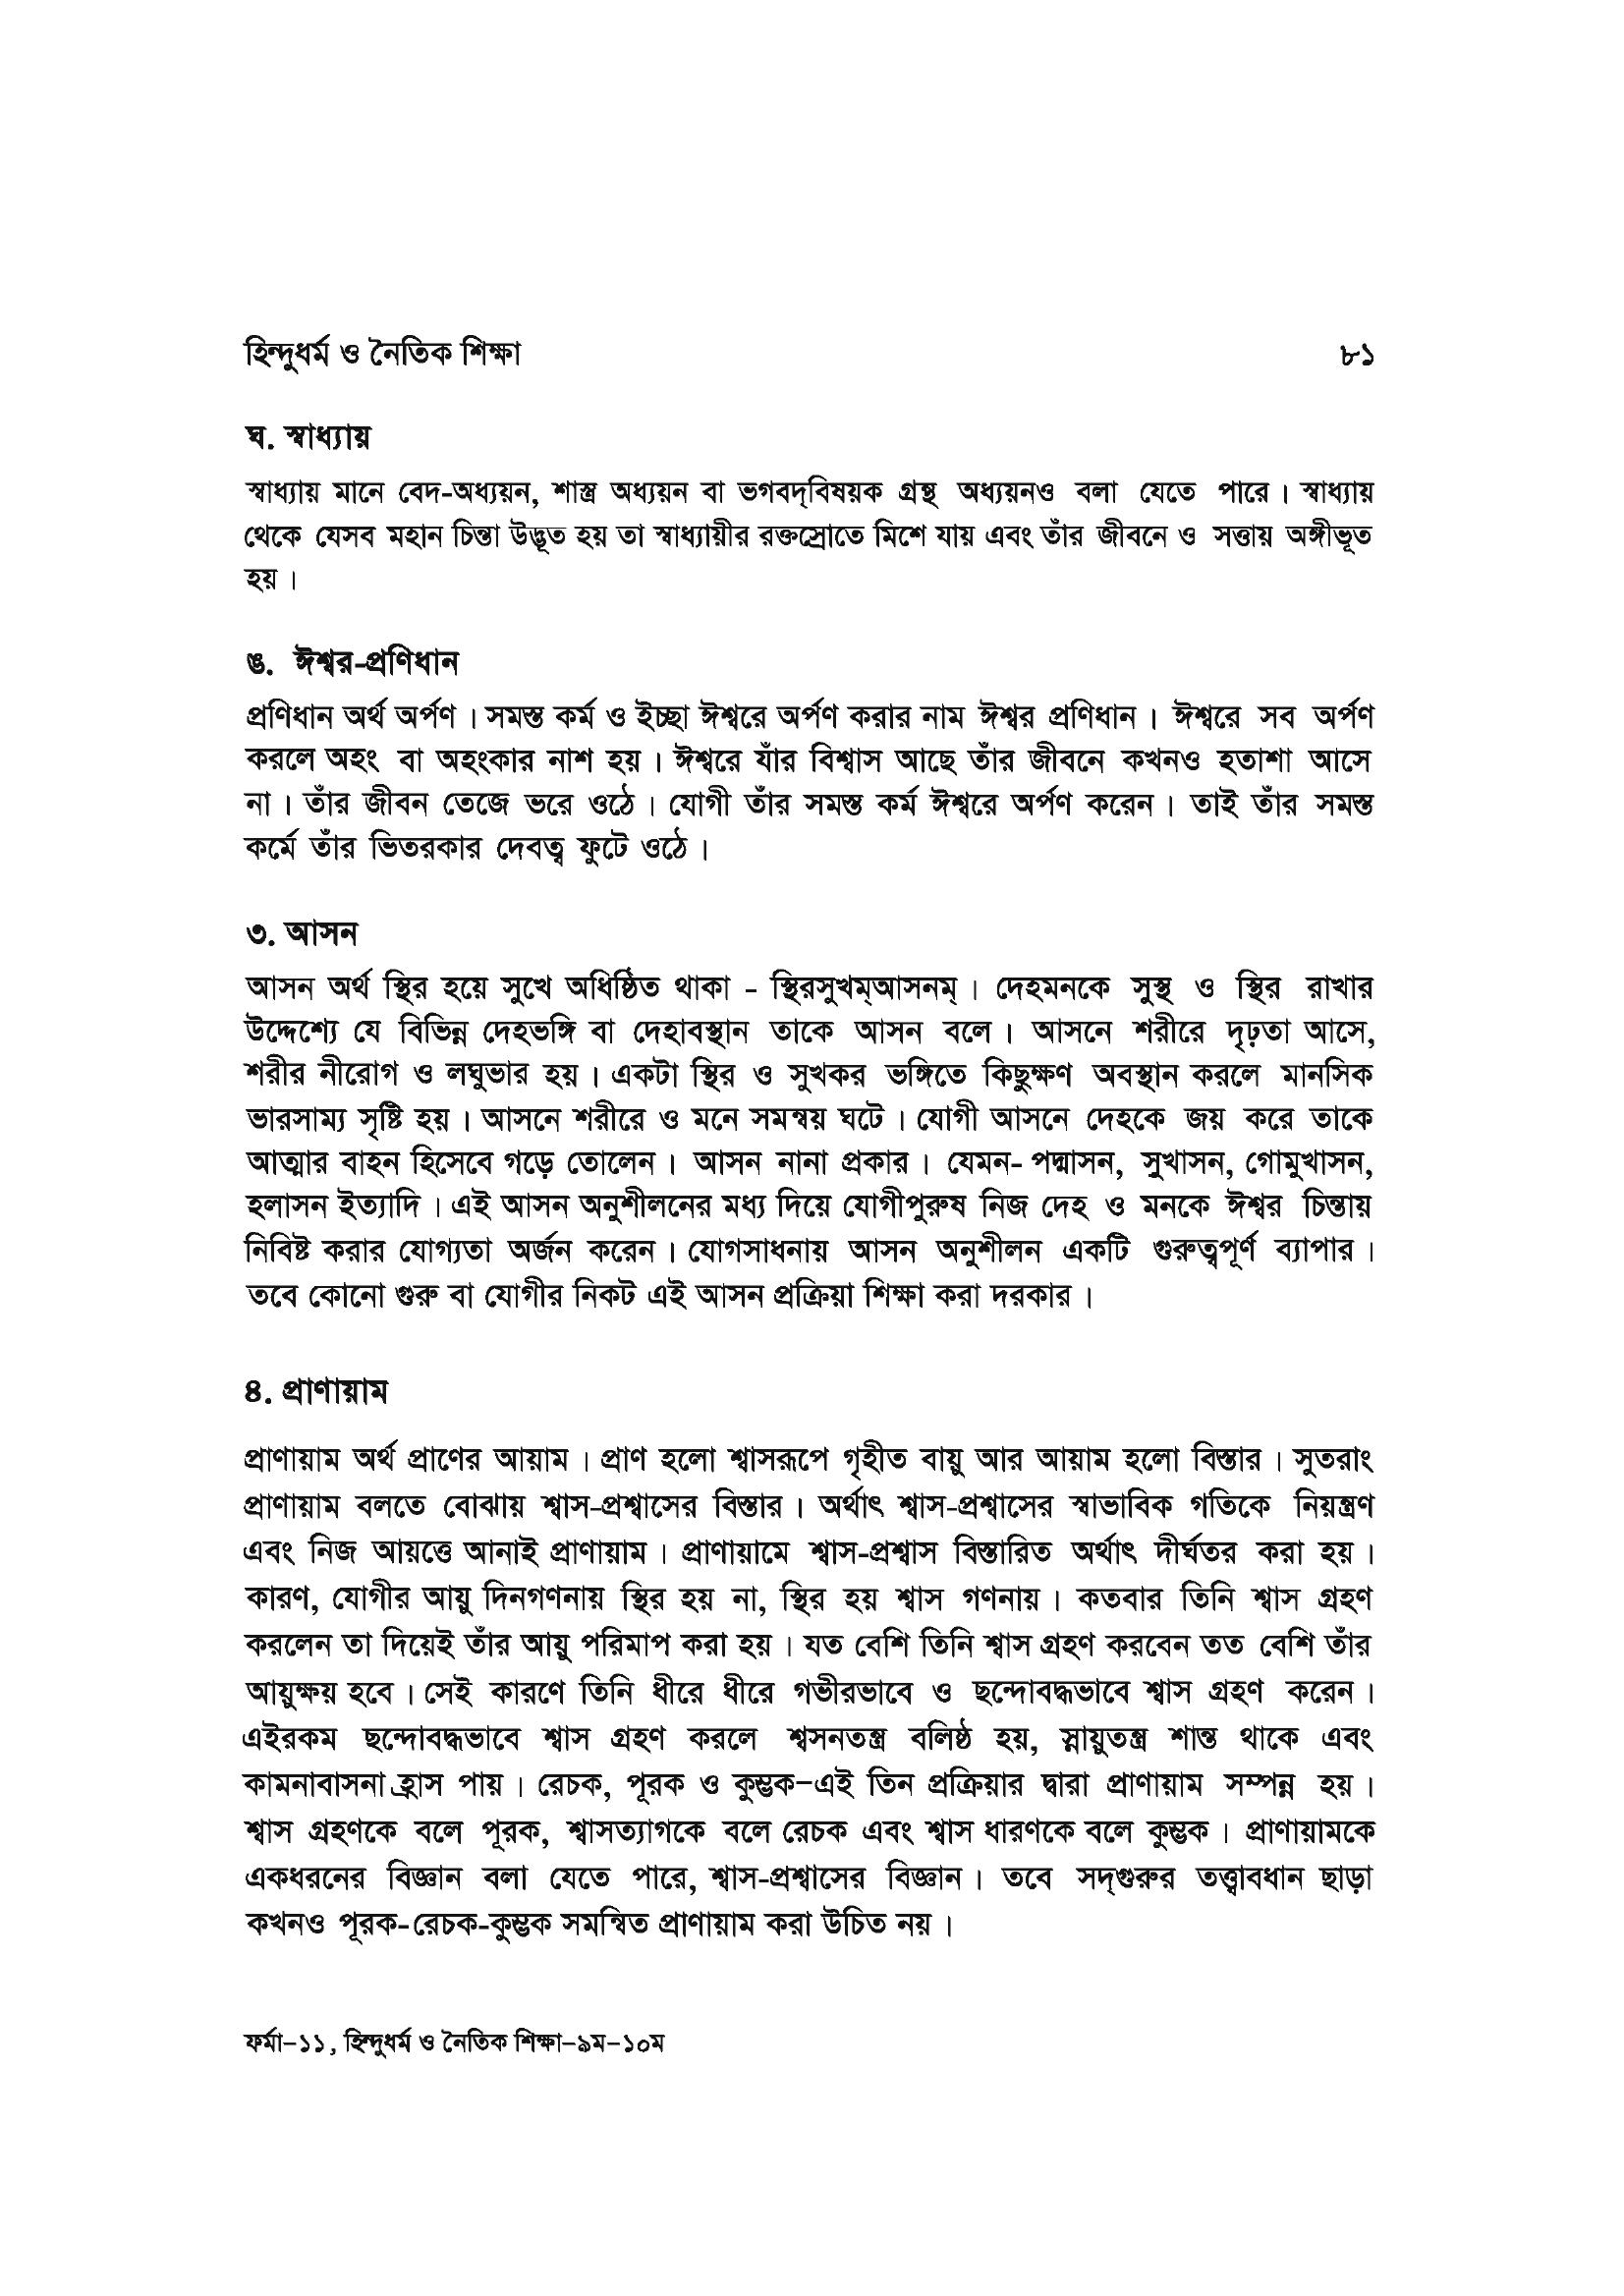 হিন্দুধর্ম ও নৈতিক শিক্ষা ৮১
ঘ. স্বাধ্যায়
স্বাধ্যায় মানে বেদ-অধ্যয়ন, শাস্ত্র অধ্যয়ন বা ভগবদ্‌বিষয়ক গ্রন্থ অধ্যয়নও বলা যেতে পারে। স্বাধ্যায়
থেকে যেসব মহান চিন্তা উদ্ভূত হয় তা স্বাধ্যায়ীর রক্তস্রোতে মিশে যায় এবং তাঁর জীবনে ও সত্তায় অঙ্গীভূত
হয়।
ঙ. ঈশ্বর-প্রণিধান
প্রণিধান অর্থ অর্পণ। সমস্ত কর্ম ও ইচ্ছা ঈশ্বরে অর্পণ করার নাম ঈশ্বর প্রণিধান। ঈশ্বরে সব অর্পণ
করলে অহং বা অহংকার নাশ হয়। ঈশ্বরে যাঁর বিশ্বাস আছে তাঁর জীবনে কখনও হতাশা আসে
না। তাঁর জীবন তেজে ভরে ওঠে। যোগী তাঁর সমস্ত কর্ম ঈশ্বরে অর্পণ করেন। তাই তাঁর সমস্ত
কর্মে তাঁর ভিতরকার দেবত্ব ফুটে ওঠে।
৩. আসন
আসন অর্থ স্থির হয়ে সুখে অধিষ্ঠিত থাকা – স্থিরসুখম্‌আসনম্‌। দেহমনকে সুস্থ ও স্থির রাখার
উদ্দেশ্যে যে বিভিন্ন দেহভঙ্গি বা দেহাবস্থান তাকে আসন বলে। আসনে শরীরে দৃঢ়তা আসে,
শরীর নীরোগ ও লঘুভার হয়। একটা স্থির ও সুখকর ভঙ্গিতে কিছুক্ষণ অবস্থান করলে মানসিক
ভারসাম্য সৃষ্টি হয়। আসনে শরীরে ও মনে সমন্বয় ঘটে। যোগী আসনে দেহকে জয় করে তাকে
আত্মার বাহন হিসেবে গড়ে তোলেন। আসন নানা প্রকার। যেমন- পদ্মাসন, সুখাসন, গোমুখাসন,
হলাসন ইত্যাদি। এই আসন অনুশীলনের মধ্য দিয়ে যোগীপুরুষ নিজ দেহ ও মনকে ঈশ্বর চিন্তায়
নিবিষ্ট করার যোগ্যতা অর্জন করেন। যোগসাধনায় আসন অনুশীলন একটি গুরুত্বপূর্ণ ব্যাপার।
তবে কোনো গুরু বা যোগীর নিকট এই আসন প্রক্রিয়া শিক্ষা করা দরকার।
৪. প্রাণায়াম
প্রাণায়াম অর্থ প্রাণের আয়াম। প্রাণ হলো শ্বাসরূপে গৃহীত বায়ু আর আয়াম হলো বিস্তার। সুতরাং
প্রাণায়াম বলতে বোঝায় শ্বাস-প্রশ্বাসের বিস্তার। অর্থাৎ শ্বাস-প্রশ্বাসের স্বাভাবিক গতিকে নিয়ন্ত্রণ
এবং নিজ আয়ত্তে আনাই প্রাণায়াম। প্রাণায়ামে শ্বাস-প্রশ্বাস বিস্তারিত অর্থাৎ দীর্ঘতর করা হয়।
কারণ, যোগীর আয়ু দিনগণনায় স্থির হয় না, স্থির হয় শ্বাস গণনায়। কতবার তিনি শ্বাস গ্রহণ
করলেন তা দিয়েই তাঁর আয়ু পরিমাপ করা হয়। যত বেশি তিনি শ্বাস গ্রহণ করবেন তত বেশি তাঁর
আয়ুক্ষয় হবে। সেই কারণে তিনি ধীরে ধীরে গভীরভাবে ও ছন্দোবদ্ধভাবে শ্বাস গ্রহণ করেন।
এইরকম ছন্দোবদ্ধভাবে শ্বাস গ্রহণ করলে শ্বসনতন্ত্র বলিষ্ঠ হয়, স্নায়ুতন্ত্র শান্ত থাকে এবং
কামনাবাসনা হ্রাস পায়। রেচক, পূরক ও কুম্ভক–এই তিন প্রক্রিয়ার দ্বারা প্রাণায়াম সম্পন্ন হয়।
শ্বাস গ্রহণকে বলে পূরক, শ্বাসত্যাগকে বলে রেচক এবং শ্বাস ধারণকে বলে কুম্ভক। প্রাণায়ামকে
একধরনের বিজ্ঞান বলা যেতে পারে, শ্বাস-প্রশ্বাসের বিজ্ঞান। তবে সদ্‌গুরুর তত্ত্বাবধান ছাড়া
কখনও পূরক-রেচক-কুম্ভক সমন্বিত প্রাণায়াম করা উচিত নয়।
ফর্মা–১১, হিন্দুধর্ম ও নৈতিক শিক্ষা–৯ম–১০ম